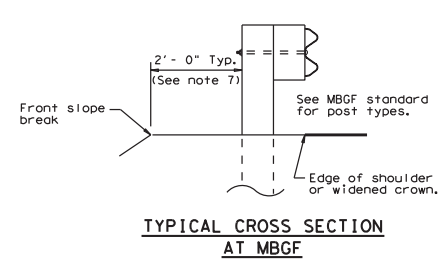 2'- 0" Typ.
(See note 7)
Front slope
break
See MBGF standard
for post types.
Edge of shoulder
or widened crown.
TYPICAL CROSS SECTION
AT MBGF